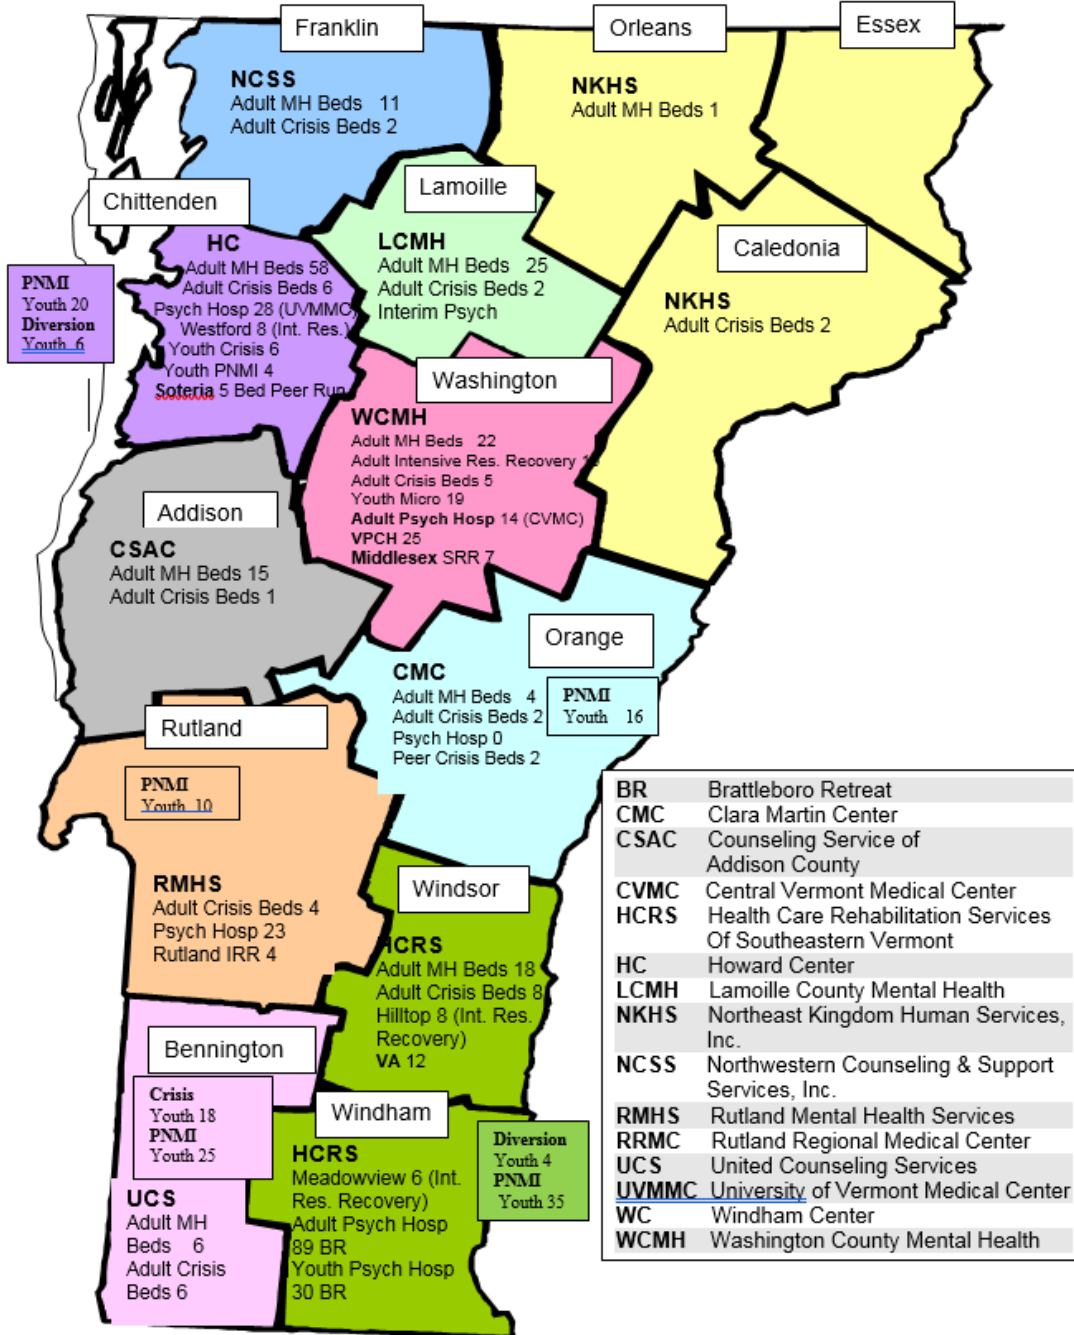 Franklin
Orleans
Essex
NCSS
Adult MH Beds 11
Adult Crisis Beds 2
NKHS
Adult MH Beds 1
Chittenden
Lamoille
Caledonia
HC
Adult MH Beds 58
Adult Crisis Beds 6
Psych Hosp 28 (UVMMC)
Westford 8 (Int. Res.)
Youth Crisis 6
Youth PNMI 4
Soteria 5 Bed Peer Run
PNMI
Youth 20
Diversion
Youth 6
LCMH
Adult MH Beds 25
Adult Crisis Beds 2
Interim Psych
NKHS
Adult Crisis Beds 2
Washington
WCMH
Adult MH Beds 22
Adult Intensive Res. Recovery
Adult Crisis Beds 5
Youth Micro 19
Adult Psych Hosp 14 (CVMC)
VPCH 25
Middlesex SRR 7
Addison
CSAC
Adult MH Beds 15
Adult Crisis Beds 1
Orange
CMC
Adult MH Beds 4
Adult Crisis Beds 2
Psych Hosp 0
Peer Crisis Beds 2
PNMI
Youth 16
Rutland
PNMI
Youth 10
RMHS
Adult Crisis Beds 4
Psych Hosp 23
Rutland IRR 4
Windsor
HCRS
Adult MH Beds 18
Adult Crisis Beds 8
Hilltop 8 (Int. Res.
Recovery)
VA 12
Bennington
Crisis
Youth 18
PNMI
Youth 25
UCS
Adult MH
Beds 6
Adult Crisis
Beds 6
Windham
HCRS
Meadowview 6 (Int.
Res. Recovery)
Adult Psych Hosp
89 BR
Youth Psych Hosp
30 BR
Diversion
Youth 4
PNMI
Youth 35
BR Brattleboro Retreat
CMC Clara Martin Center
CSAC Counseling Service of
Addison County
CVMC Central Vermont Medical Center
HCRS Health Care Rehabilitation Services
Of Southeastern Vermont
HC Howard Center
LCMH Lamoille County Mental Health
NKHS Northeast Kingdom Human Services,
Inc.
NCSS Northwestern Counseling & Support
Services, Inc.
RMHS Rutland Mental Health Services
RRMC Rutland Regional Medical Center
UCS United Counseling Services
UVMMC University of Vermont Medical Center
WC Windham Center
WCMH Washington County Mental Health